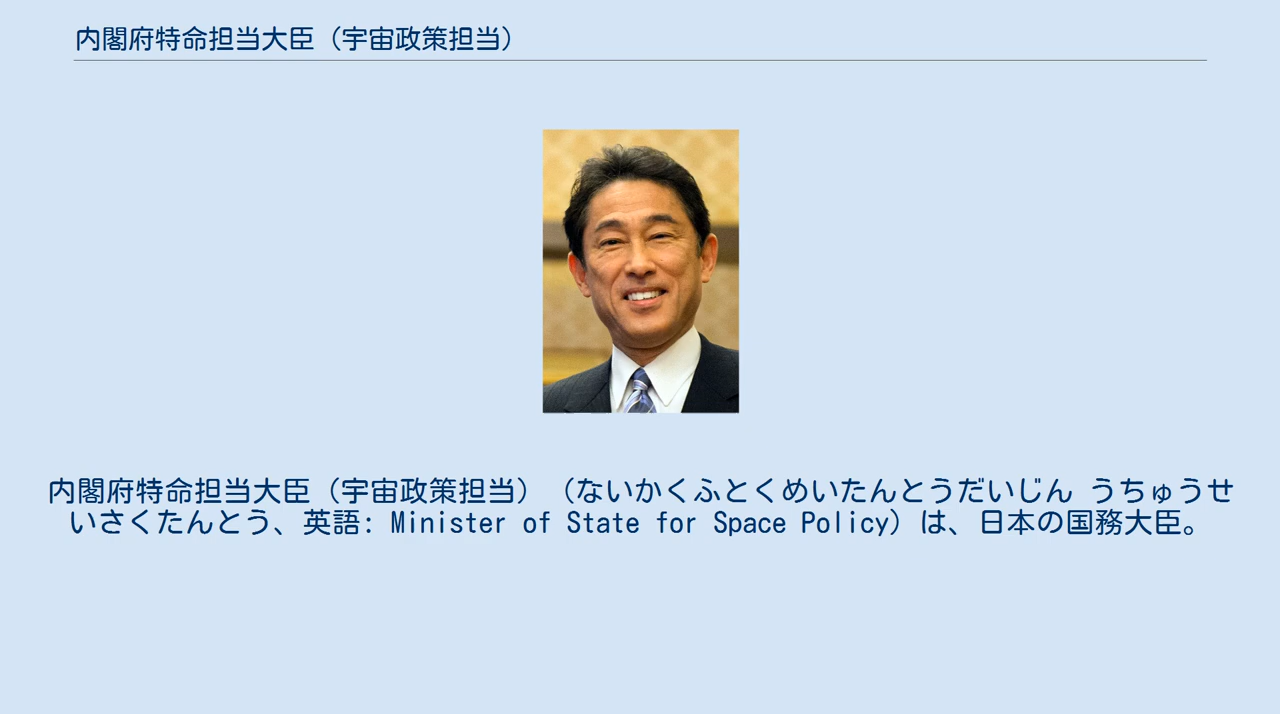 内閣府特命担当大臣（宇宙政策担当）
内閣府特命担当大臣（宇宙政策担当）（ないかくふとくめいたんとうだいじん うちゅうせ
いさくたんとう、英語: Minister of State for Space Policy）は、日本の国務大臣。